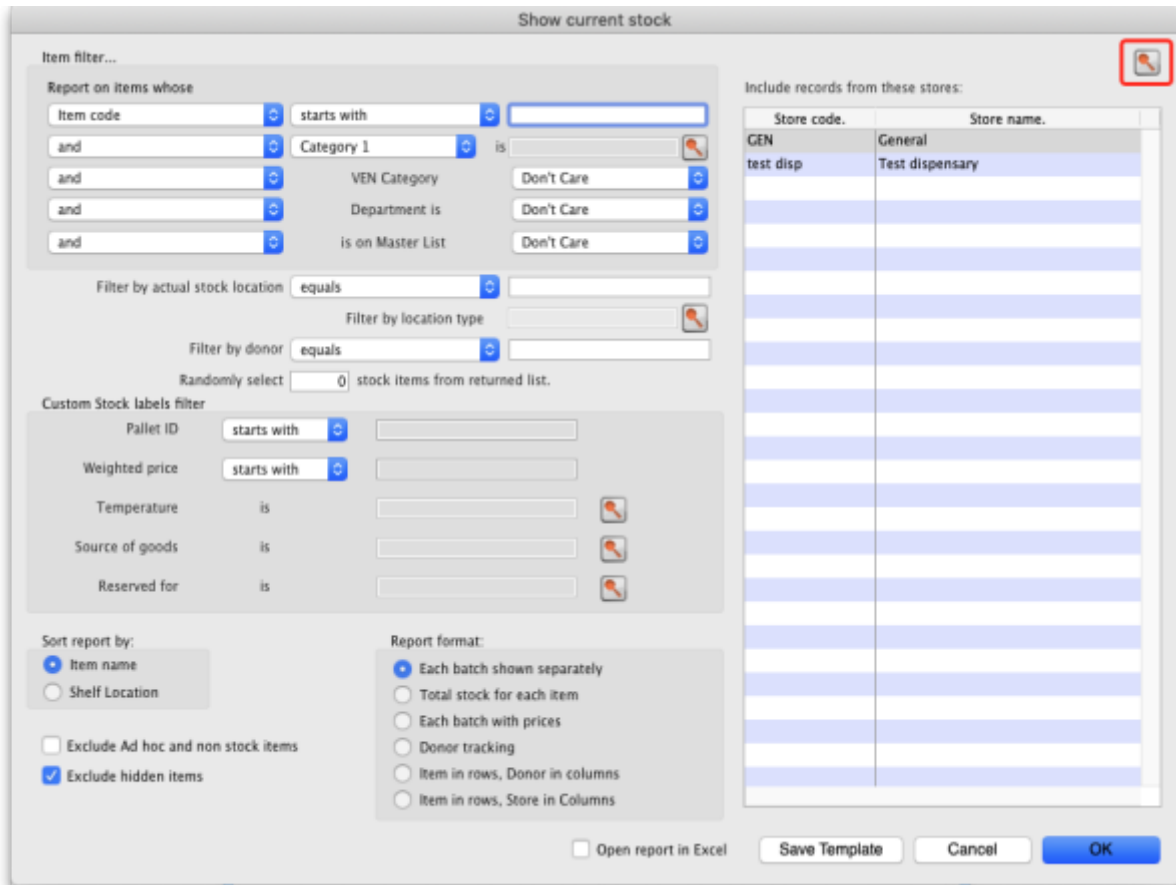 Show current stock
Item filter...
Report on items whose
Item code starts with
and Category 1 is
and VEN Category Don't Care
and Department is Don't Care
and is on Master List Don't Care
Filter by actual stock location equals
Filter by location type
Filter by donor equals
Randomly select 0 stock items from returned list.
Custom Stock labels filter
Pallet ID starts with
Weighted price starts with
Temperature is
Source of goods is
Reserved for is
Sort report by:
Item name
Shelf Location
Exclude Ad hoc and non stock items
Exclude hidden items
Report format:
Each batch shown separately
Total stock for each item
Each batch with prices
Donor tracking
Item in rows, Donor in columns
Item in rows, Store in Columns
Include records from these stores:
Store code. Store name.
GEN General
test disp Test dispensary
Open report in Excel Save Template Cancel OK